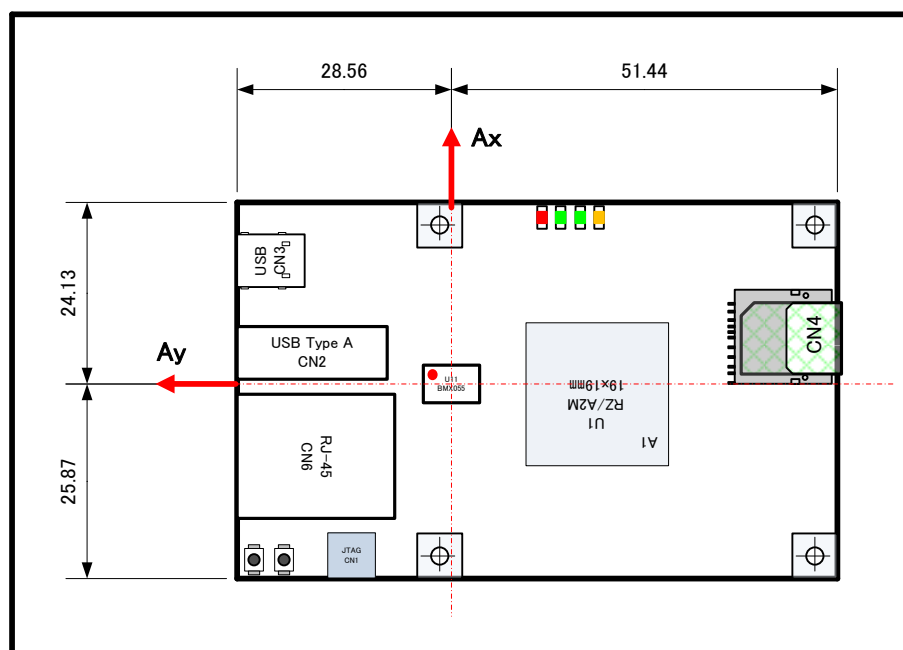 28.56
51.44
Ax
24.13
USB
CN3
USB Type A
CN2
CN4
Ay
U11
BMX055
19×19mm
RZ/A2M
U1
A1
RJ-45
CN6
25.87
JTAG
CN1